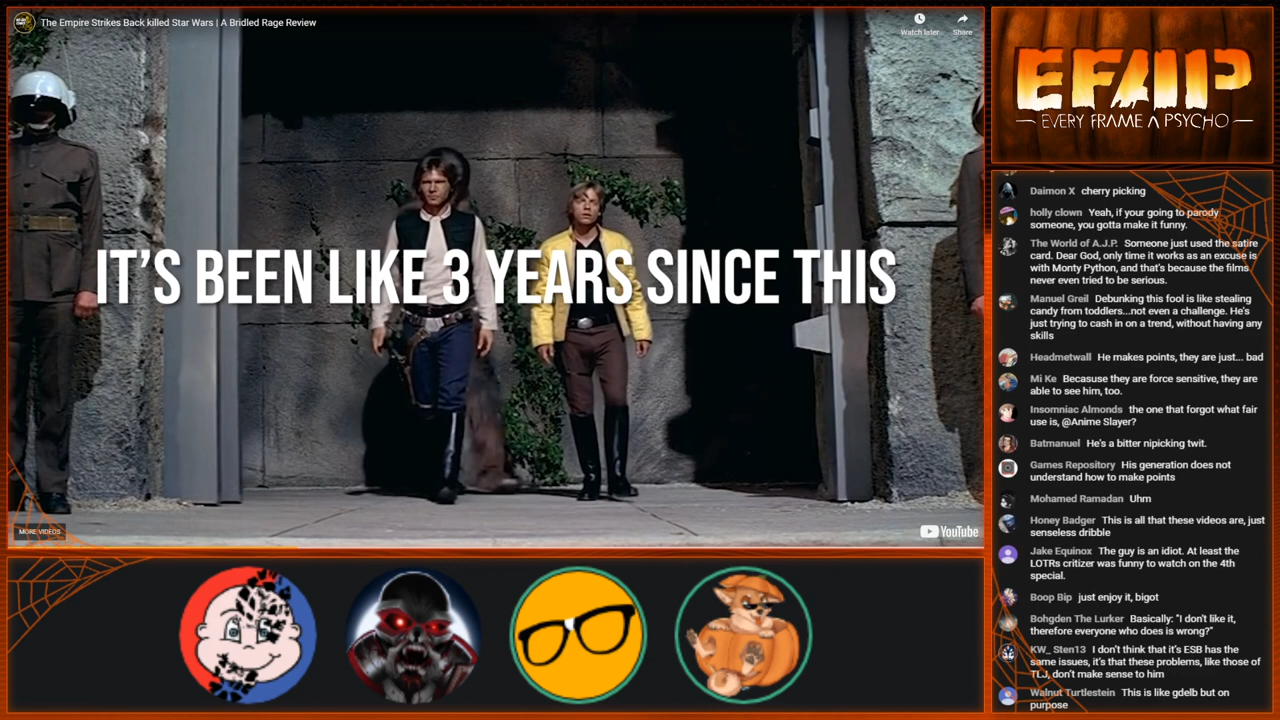 The Empire Strikes Back killed Star Wars | A Bridled Rage Review
Watch later
Share
IT'S BEEN LIKE 3 YEARS SINCE THIS
MORE VIDEOS
YouTube
EFAP
EVERY FRAME A PSYCHO
Daimon X cherry picking
holly clown Yeah, if your going to parody
someone, you gotta make it funny.
The World of A.J.P. Someone just used the satire
card. Dear God, only time it works as an excuse is
with Monty Python, and that's because the films
never even tried to be serious.
Manuel Greil Debunking this fool is like stealing
candy from toddlers...not even a challenge. He's
just trying to cash in on a trend, without having any
skills
Headmetwall He makes points, they are just... bad
Mi Ke Becasuse they are force sensitive, they are
able to see him, too.
Insomniac Almonds the one that forgot what fair
use is, @Anime Slayer?
Batmanuel He's a bitter nipicking twit.
Games Repository His generation does not
understand how to make points
Mohamed Ramadan Uhm
Honey Badger This is all that these videos are, just
senseless dribble
Jake Equinox The guy is an idiot. At least the
LOTRs critizer was funny to watch on the 4th
special.
Boop Bip just enjoy it, bigot
Bohgden The Lurker Basically: "I don't like it,
therefore everyone who does is wrong?"
KW_ Sten13 I don't think that it's ESB has the
same issues, it's that these problems, like those of
TLJ, don't make sense to him
Walnut Turtlestein This is like gdelb but on
purpose